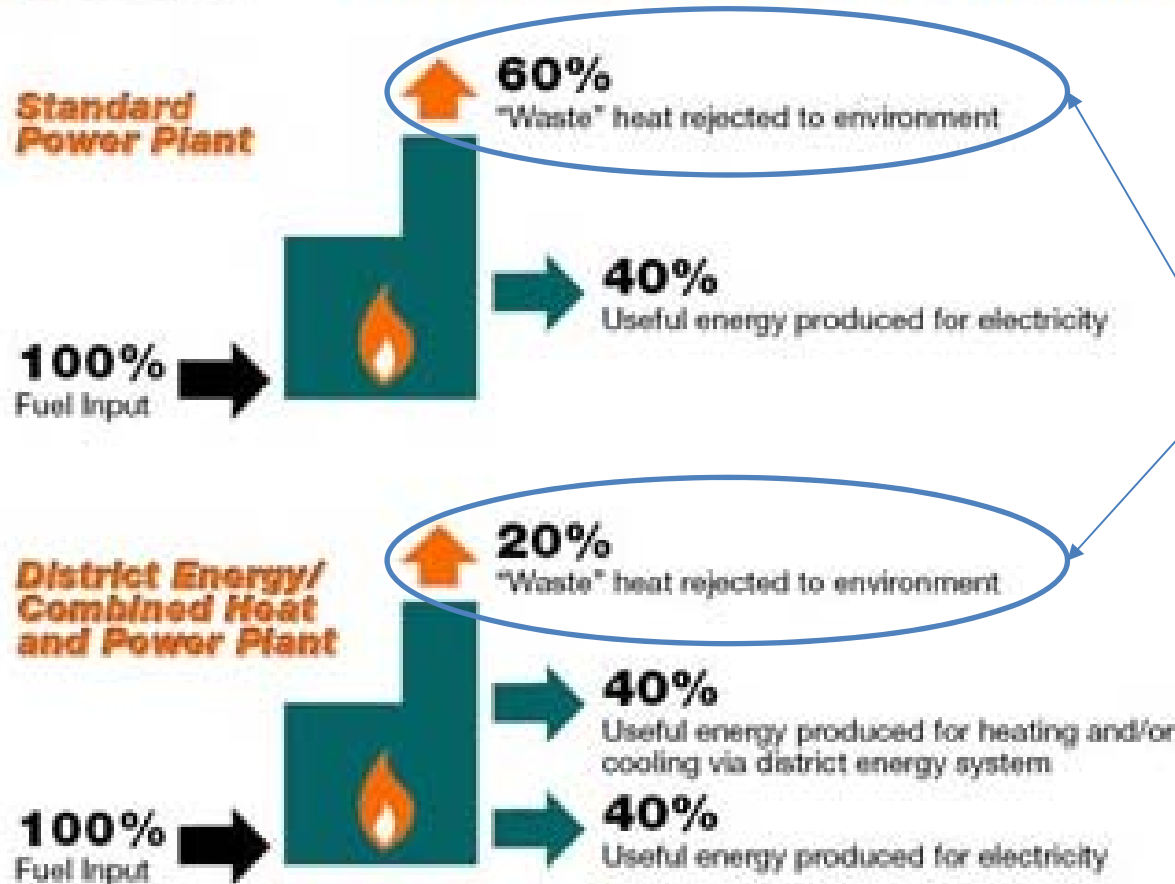 60%
"Waste" heat rejected to environment
Standard
Power Plant
40%
Useful energy produced for electricity
100%
Fuel Input
20%
"Waste" heat rejected to environment
District Energy/
Combined Heat
and Power Plant
40%
Useful energy produced for heating and/or
cooling via district energy system
40%
Useful energy produced for electricity
100%
Fuel Input